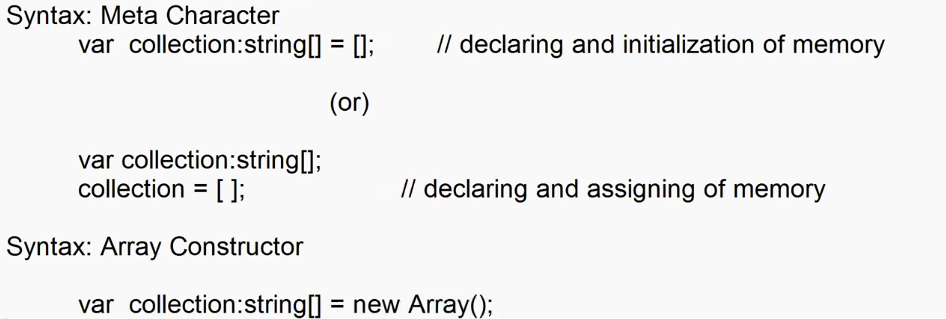 Syntax: Meta Character
var collection:string[] = []; // declaring and initialization of memory
(or)
var collection:string[];
collection = [ ]; // declaring and assigning of memory
Syntax: Array Constructor
var collection:string[] = new Array();